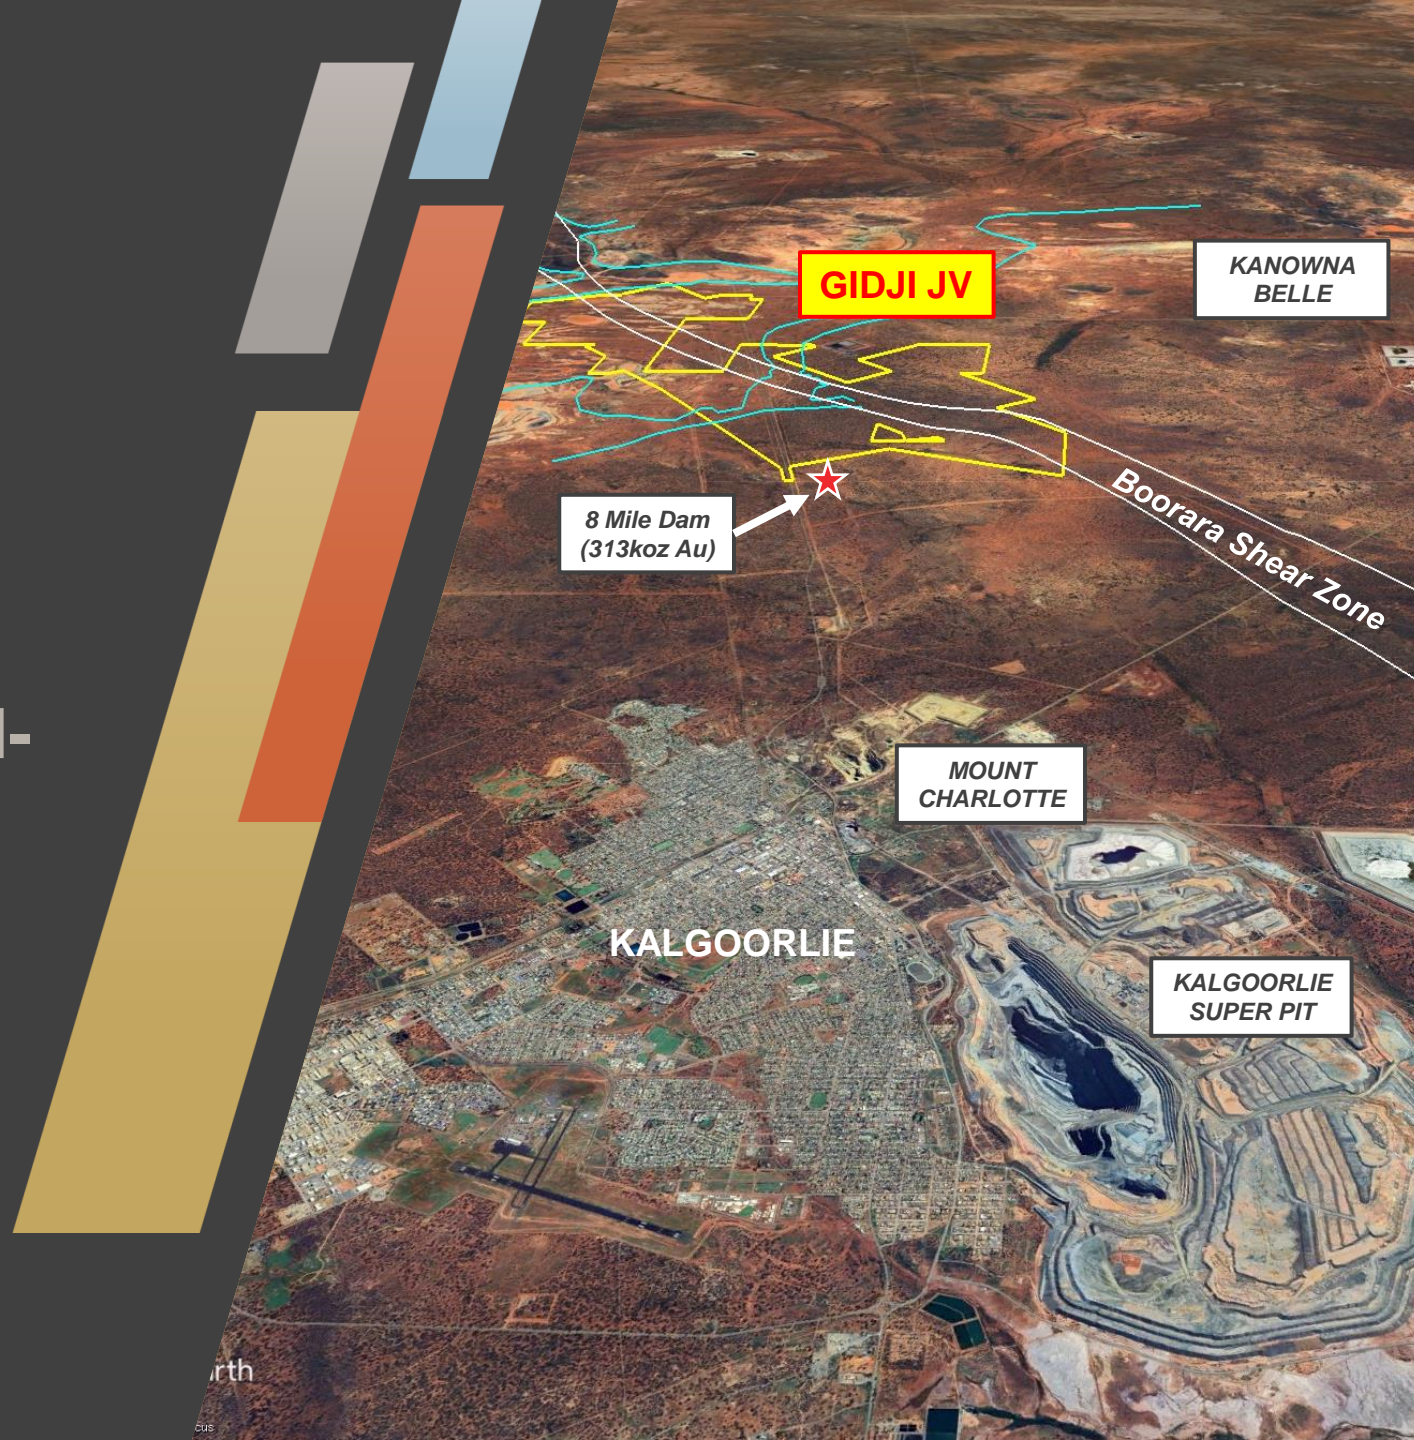 GIDJI JV
KANOWNA
BELLE
8 Mile Dam
(313koz Au)
Boorara Shear Zone
MOUNT
CHARLOTTE
KALGOORLIE
KALGOORLIE
SUPER PIT